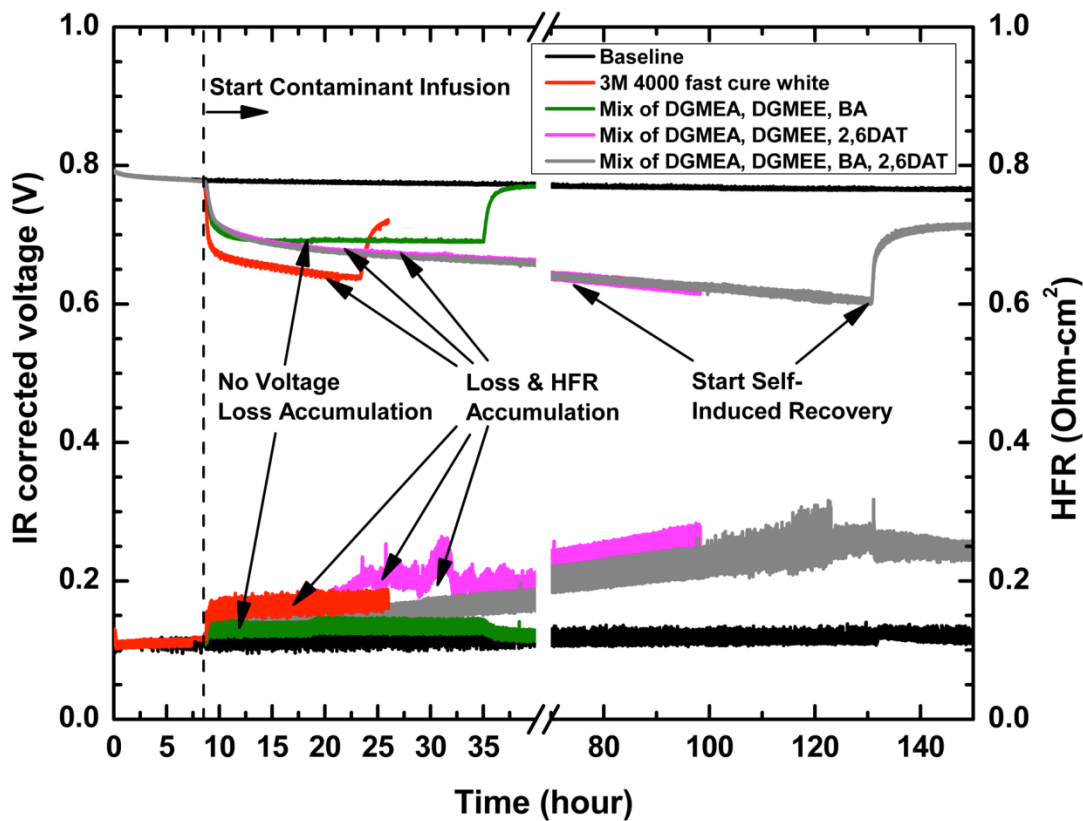 1.0
0.8
0.6
0.4
0.2
0.0
IR corrected voltage (V)
Start Contaminant Infusion
Baseline
3M 4000 fast cure white
Mix of DGMEA, DGMEE, BA
Mix of DGMEA, DGMEE, 2,6DAT
Mix of DGMEA, DGMEE, BA, 2,6DAT
No Voltage
Loss Accumulation
Loss & HFR
Accumulation
Start Self-
Induced Recovery
1.0
0.8
0.6
0.4
0.2
0.0
HFR (Ohm-cm²)
0 5 10 15 20 25 30 35 80 100 120 140
Time (hour)